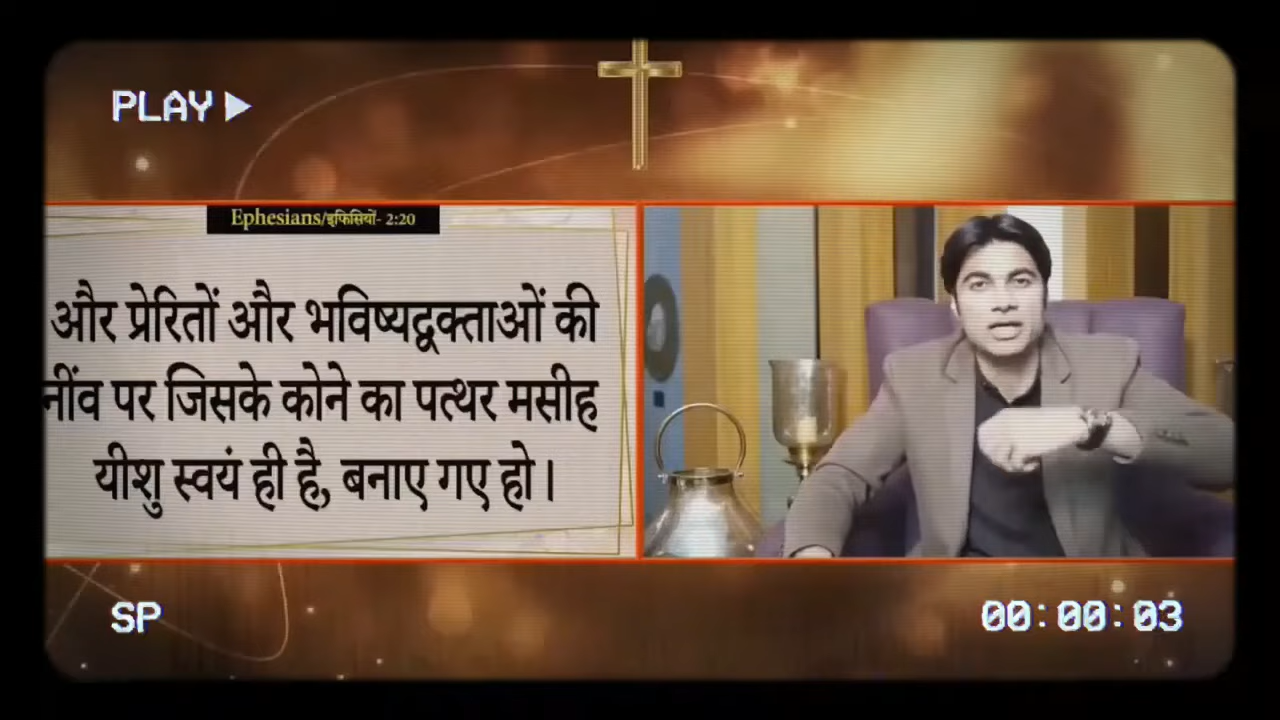 PLAY
Ephesians/इफिसियों- 2:20
और प्रेरितों और भविष्यद्वक्ताओं की
नींव पर जिसके कोने का पत्थर मसीह
यीशु स्वयं ही है, बनाए गए हो।
SP
00:00:03